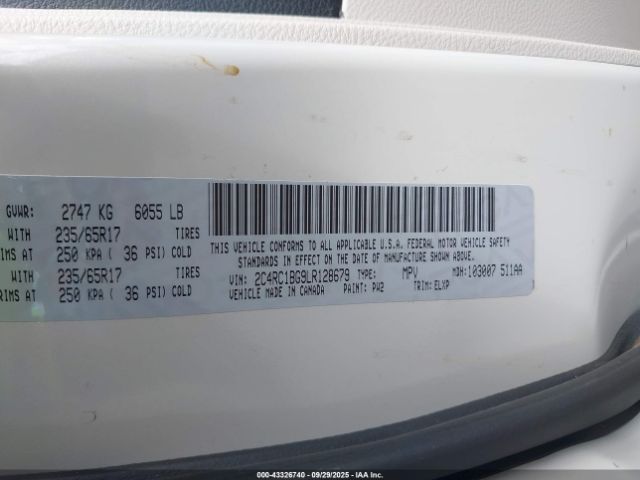 GVWR: 2747 KG 6055 LB
WITH 235/65R17 TIRES
RIMS AT 250 KPA ( 36 PSI) COLD
WITH 235/65R17 TIRES
RIMS AT 250 KPA ( 36 PSI) COLD
THIS VEHICLE CONFORMS TO ALL APPLICABLE U.S.A. FEDERAL MOTOR VEHICLE SAFETY
STANDARDS IN EFFECT ON THE DATE OF MANUFACTURE SHOWN ABOVE.
VIN: 2C4RC1BG9LR128679 TYPE: MPV MDH: 103007 511AA
VEHICLE MADE IN CANADA PAINT: PW2 TRIM: ELXP
000-43326740 - 09/29/2025 - IAA Inc.